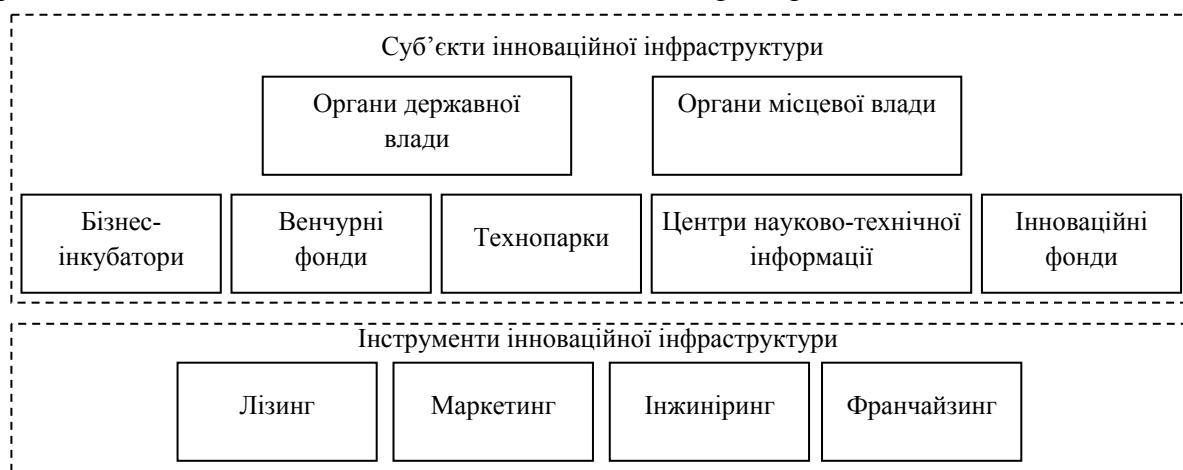 Суб’єкти інноваційної інфраструктури
Органи державної
влади
Органи місцевої влади
Бізнес-
інкубатори
Венчурні
фонди
Технопарки
Центри науково-технічної
інформації
Інноваційні
фонди
Інструменти інноваційної інфраструктури
Лізинг
Маркетинг
Інжиніринг
Франчайзинг